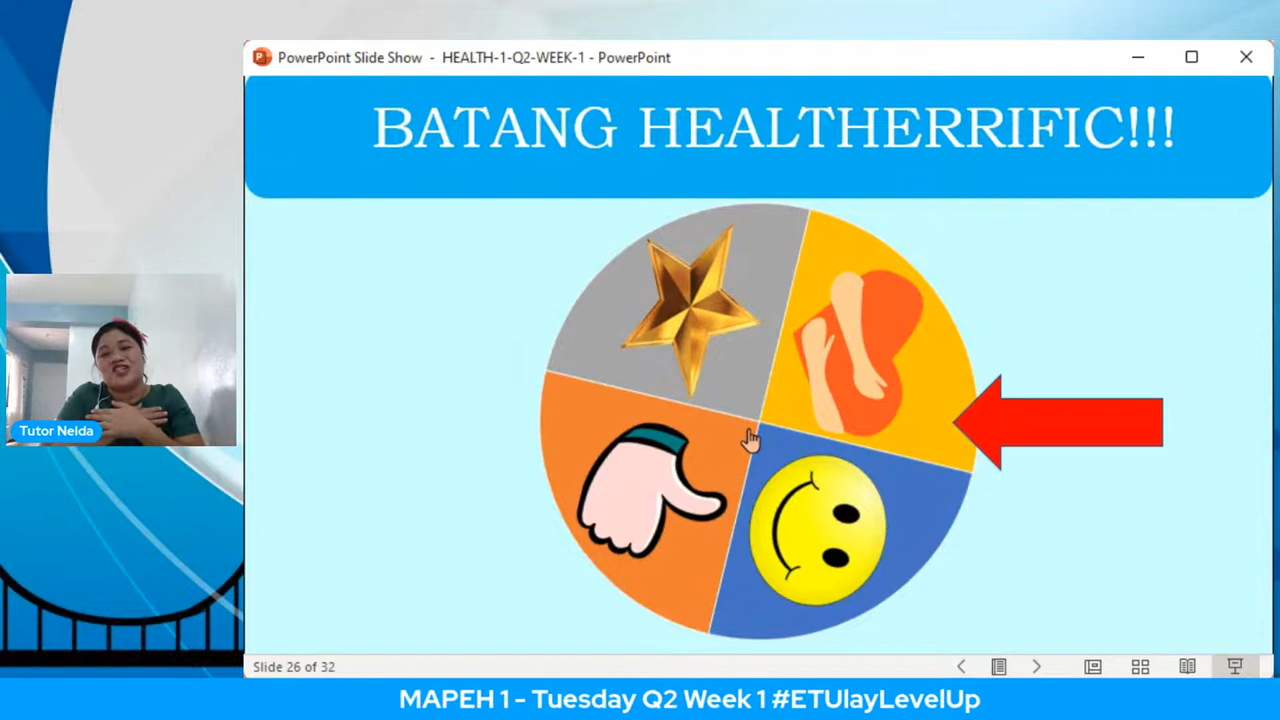 PowerPoint Slide Show - HEALTH-1-Q2-WEEK-1 - PowerPoint
BATANG HEALTHERRIFIC!!!
Tutor Nelda
Slide 26 of 32
MAPEH 1 - Tuesday Q2 Week 1 #ETUlayLevelUp